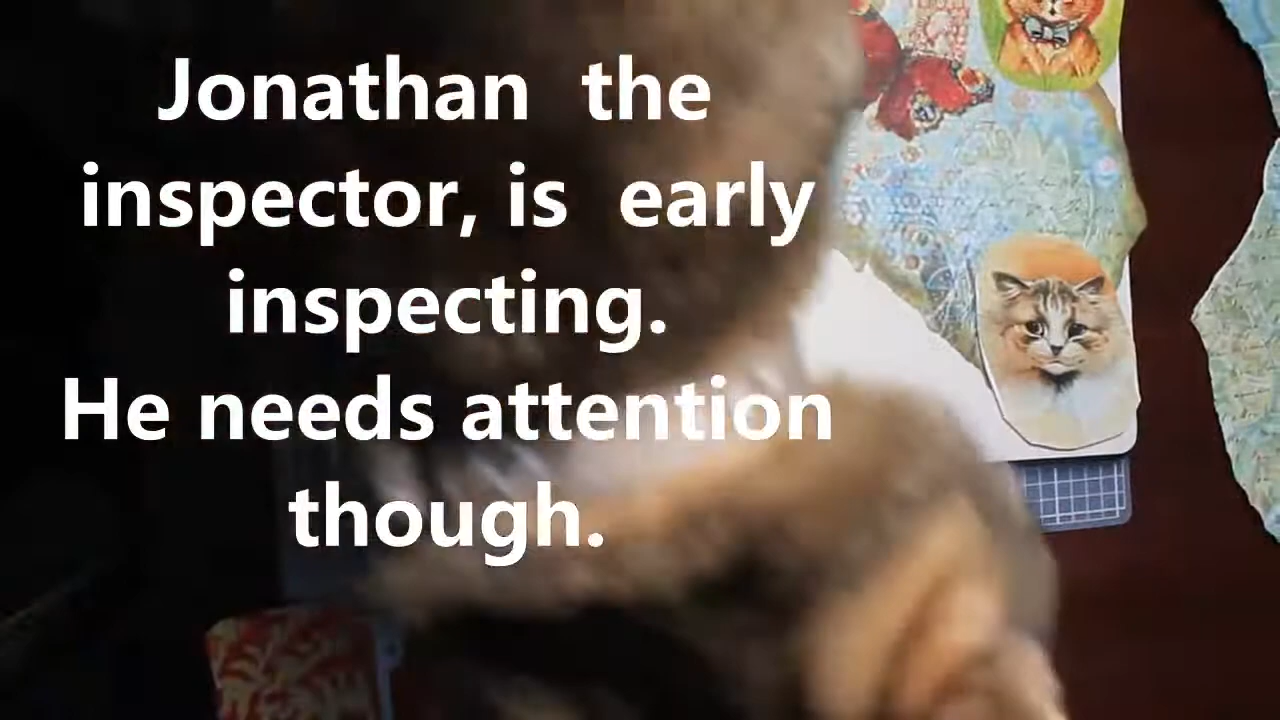 Jonathan the
inspector, is early
inspecting.
He needs attention
though.